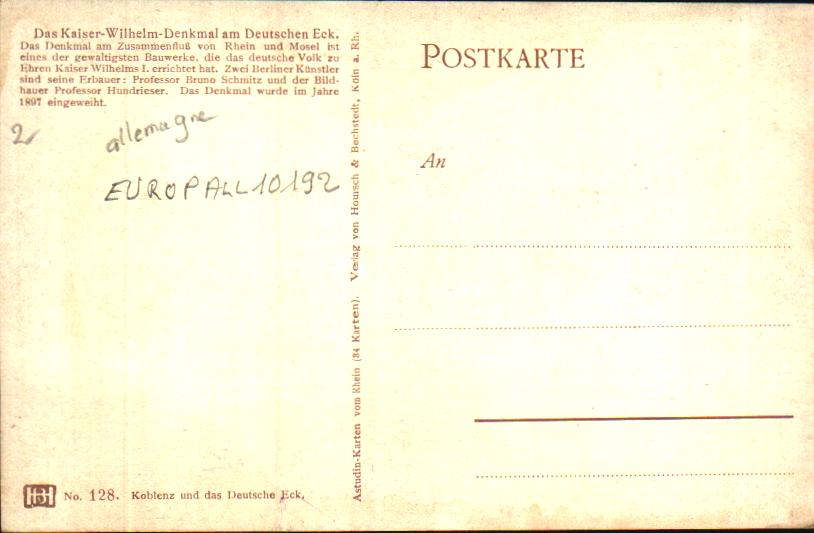 Das Kaiser-Wilhelm-Denkmal am Deutschen Eck.
Das Denkmal am Zusammenfluß von Rhein und Mosel ist
eines der gewaltigsten Bauwerke, die das deutsche Volk zu
Ehren Kaiser Wilhelms I. errichtet hat. Zwei Berliner Künstler
sind seine Erbauer: Professor Bruno Schmitz und der Bild-
hauer Professor Hundrieser. Das Denkmal wurde im Jahre
1897 eingeweiht.
2
allemagne
EUROPALL10192
HB No. 128. Koblenz und das Deutsche Eck.
Astudin-Karten vom Rhein (34 Karten). Verlag von Hoursch & Bechstedt, Köln a. Rh.
POSTKARTE
An